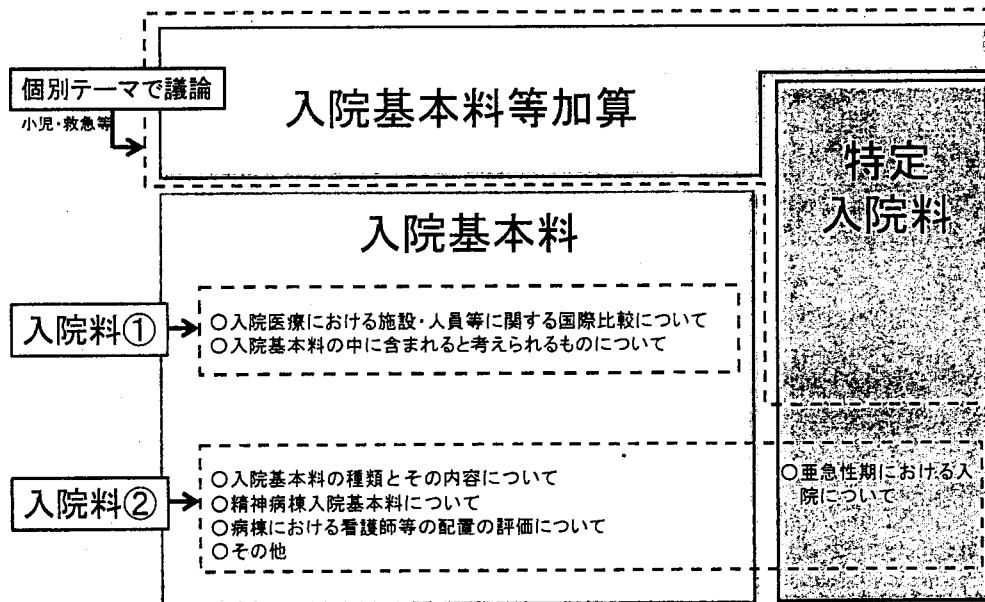 個別テーマで議論
小児・救急等
入院基本料等加算
特定
入院料
入院基本料
入院料①
○入院医療における施設・人員等に関する国際比較について
○入院基本料の中に含まれると考えられるものについて
入院料②
○入院基本料の種類とその内容について
○精神病棟入院基本料について
○病棟における看護師等の配置の評価について
○その他
○亜急性期における入
院について